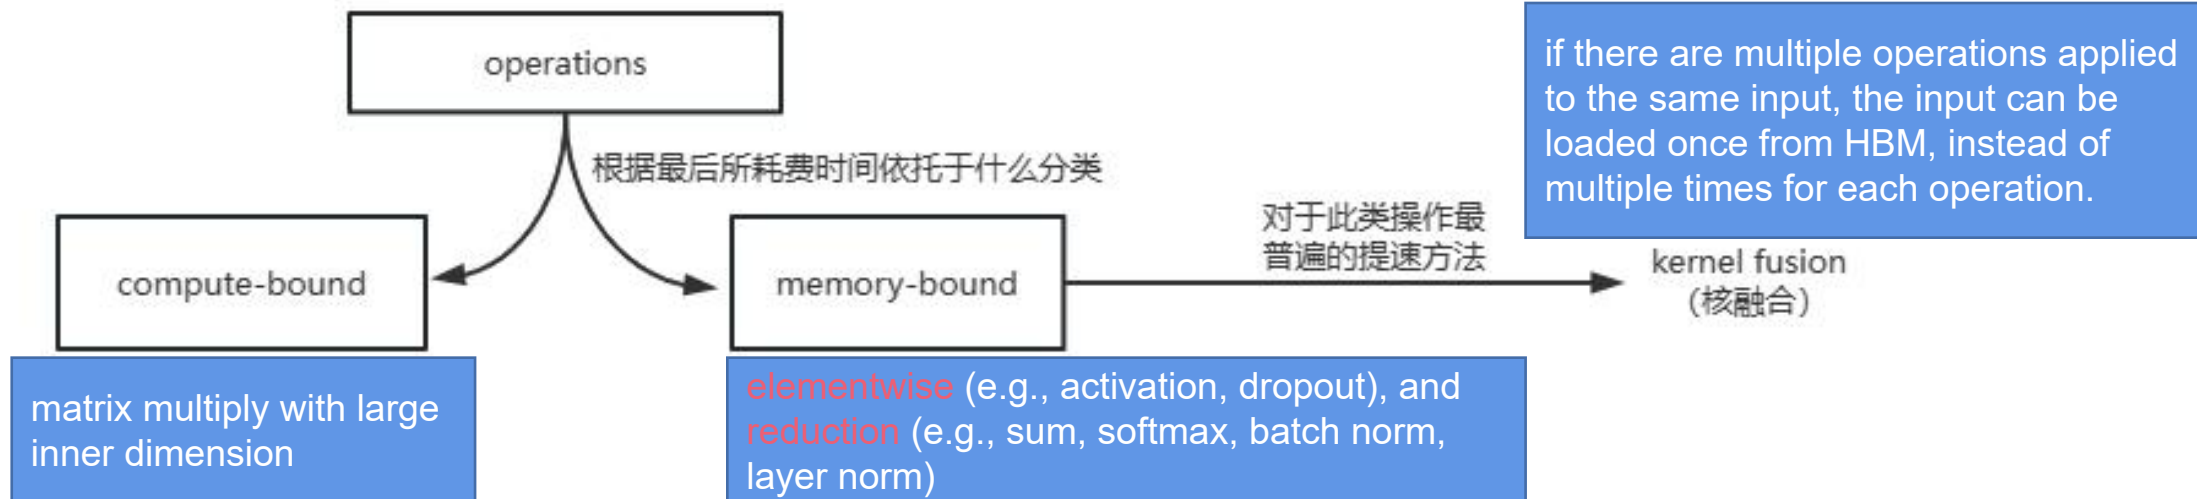 operations
if there are multiple operations applied
to the same input, the input can be
loaded once from HBM, instead of
multiple times for each operation.
根据最后所耗费时间依托于什么分类
compute-bound
memory-bound
对于此类操作最
普遍的提速方法
kernel fusion
（核融合）
matrix multiply with large
inner dimension
elementwise (e.g., activation, dropout), and
reduction (e.g., sum, softmax, batch norm,
layer norm)